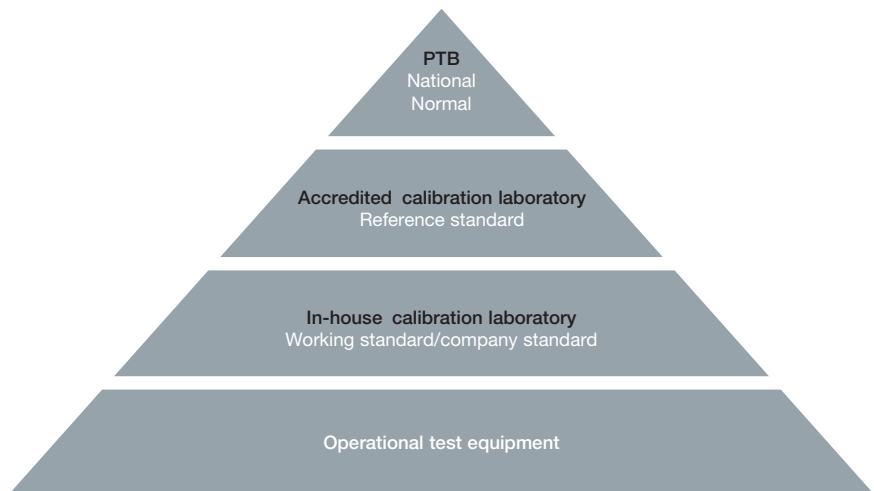 PTB
National
Normal
Accredited calibration laboratory
Reference standard
In-house calibration laboratory
Working standard/company standard
Operational test equipment